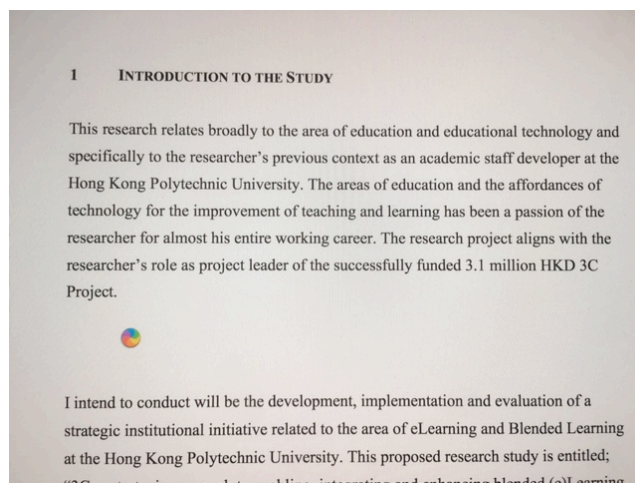 1 INTRODUCTION TO THE STUDY
This research relates broadly to the area of education and educational technology and
specifically to the researcher's previous context as an academic staff developer at the
Hong Kong Polytechnic University. The areas of education and the affordances of
technology for the improvement of teaching and learning has been a passion of the
researcher for almost his entire working career. The research project aligns with the
researcher's role as project leader of the successfully funded 3.1 million HKD 3C
Project.
I intend to conduct will be the development, implementation and evaluation of a
strategic institutional initiative related to the area of eLearning and Blended Learning
at the Hong Kong Polytechnic University. This proposed research study is entitled;